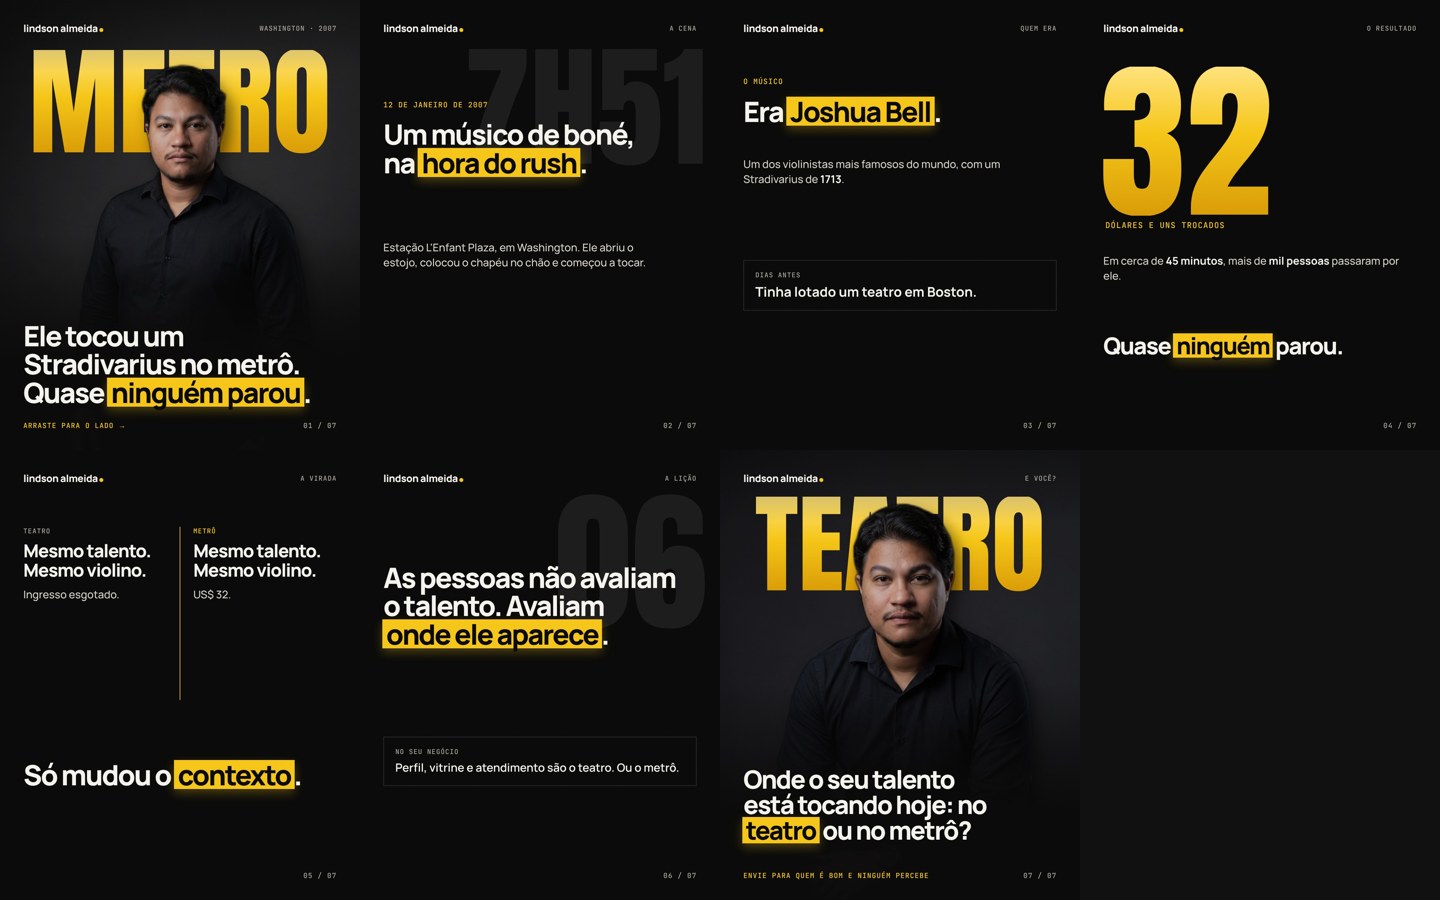 lindson almeida.
WASHINGTON · 2007
METRO
Ele tocou um
Stradivarius no metrô.
Quase ninguém parou.
ARRASTE PARA O LADO →
01 / 07
lindson almeida.
A CENA
7H51
12 DE JANEIRO DE 2007
Um músico de boné,
na hora do rush.
Estação L'Enfant Plaza, em Washington. Ele abriu o
estojo, colocou o chapéu no chão e começou a tocar.
02 / 07
lindson almeida.
QUEM ERA
O MÚSICO
Era Joshua Bell.
Um dos violinistas mais famosos do mundo, com um
Stradivarius de 1713.
DIAS ANTES
Tinha lotado um teatro em Boston.
03 / 07
lindson almeida.
O RESULTADO
32
DÓLARES E UNS TROCADOS
Em cerca de 45 minutos, mais de mil pessoas passaram por
ele.
Quase ninguém parou.
04 / 07
lindson almeida.
A VIRADA
TEATRO
Mesmo talento.
Mesmo violino.
Ingresso esgotado.
METRÔ
Mesmo talento.
Mesmo violino.
US$ 32.
Só mudou o contexto.
05 / 07
lindson almeida.
A LIÇÃO
06
As pessoas não avaliam
o talento. Avaliam
onde ele aparece.
NO SEU NEGÓCIO
Perfil, vitrine e atendimento são o teatro. Ou o metrô.
06 / 07
lindson almeida.
E VOCÊ?
TEATRO
Onde o seu talento
está tocando hoje: no
teatro ou no metrô?
ENVIE PARA QUEM É BOM E NINGUÉM PERCEBE
07 / 07